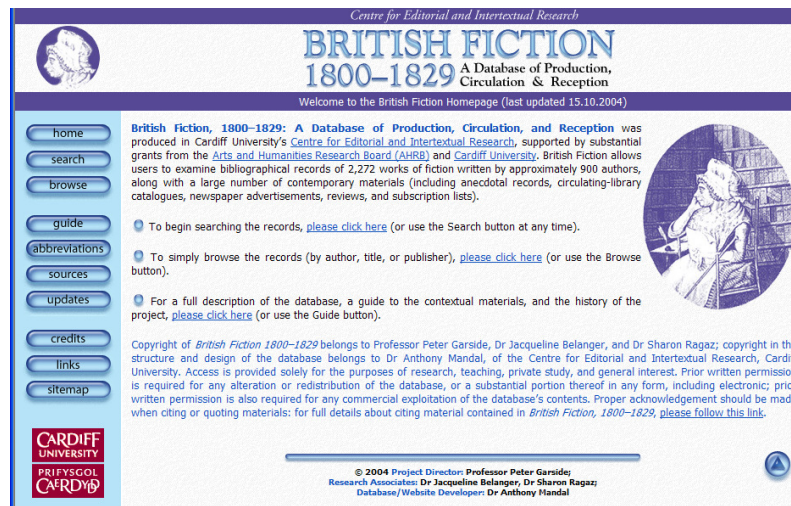 Centre for Editorial and Intertextual Research
BRITISH FICTION
1800–1829 A Database of Production,
Circulation & Reception
Welcome to the British Fiction Homepage (last updated 15.10.2004)
home
search
browse
guide
abbreviations
sources
updates
credits
links
sitemap
CARDIFF
UNIVERSITY
PRIFYSGOL
CAERDYDD
British Fiction, 1800–1829: A Database of Production, Circulation, and Reception was
produced in Cardiff University's Centre for Editorial and Intertextual Research, supported by substantial
grants from the Arts and Humanities Research Board (AHRB) and Cardiff University. British Fiction allows
users to examine bibliographical records of 2,272 works of fiction written by approximately 900 authors,
along with a large number of contemporary materials (including anecdotal records, circulating-library
catalogues, newspaper advertisements, reviews, and subscription lists).
To begin searching the records, please click here (or use the Search button at any time).
To simply browse the records (by author, title, or publisher), please click here (or use the Browse
button).
For a full description of the database, a guide to the contextual materials, and the history of the
project, please click here (or use the Guide button).
Copyright of British Fiction 1800–1829 belongs to Professor Peter Garside, Dr Jacqueline Belanger, and Dr Sharon Ragaz; copyright in th
structure and design of the database belongs to Dr Anthony Mandal, of the Centre for Editorial and Intertextual Research, Cardi
University. Access is provided solely for the purposes of research, teaching, private study, and general interest. Prior written permissio
is required for any alteration or redistribution of the database, or a substantial portion thereof in any form, including electronic; prio
written permission is also required for any commercial exploitation of the database's contents. Proper acknowledgement should be mad
when citing or quoting materials: for full details about citing material contained in British Fiction, 1800–1829, please follow this link.
© 2004 Project Director: Professor Peter Garside;
Research Associates: Dr Jacqueline Belanger, Dr Sharon Ragaz;
Database/Website Developer: Dr Anthony Mandal